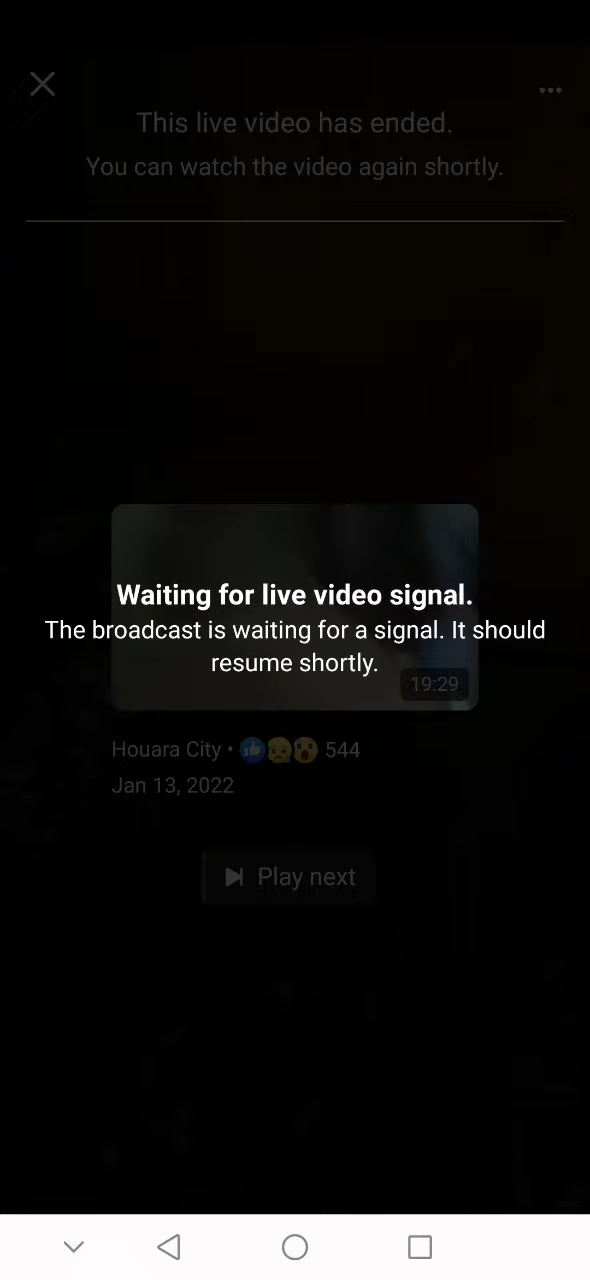 This live video has ended.
You can watch the video again shortly.
Waiting for live video signal.
The broadcast is waiting for a signal. It should
resume shortly.
19:29
Houara City • 👍😥😮 544
Jan 13, 2022
Play next